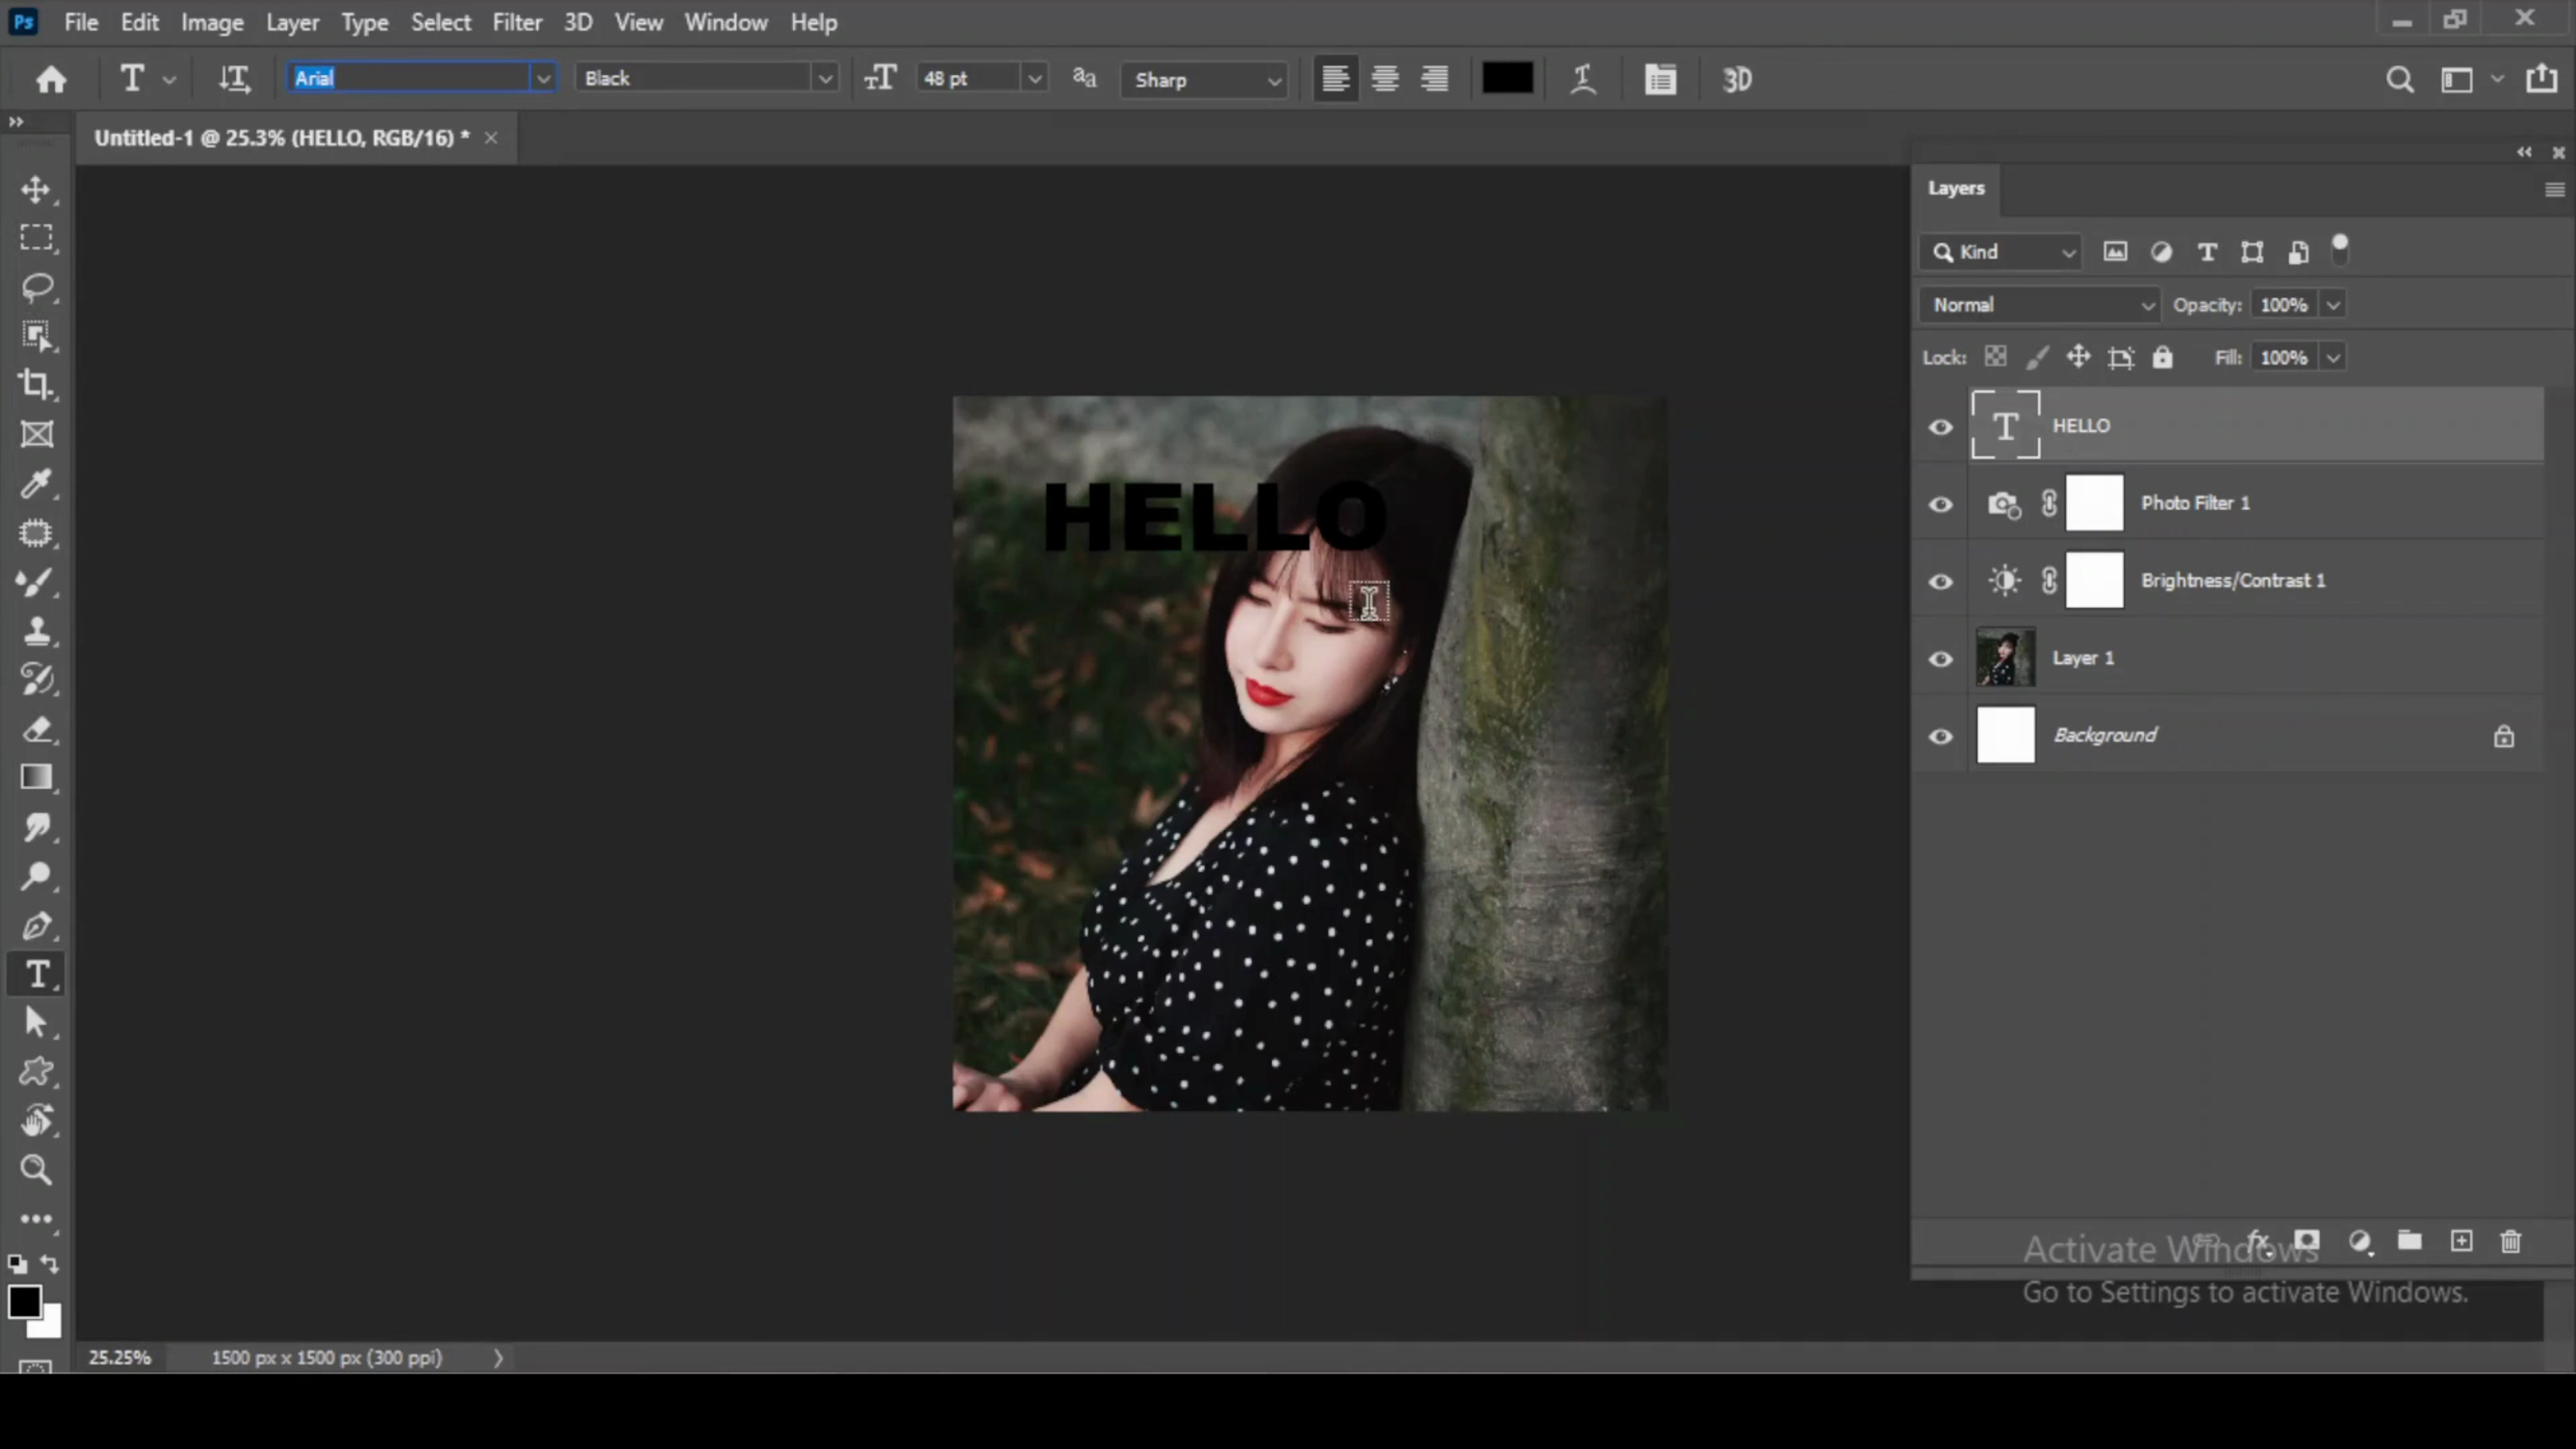 Ps File Edit Image Layer Type Select Filter 3D View Window Help
T Arial Black 48 pt aa Sharp 3D
Untitled-1 @ 25.3% (HELLO, RGB/16) *
Layers
Kind
Normal Opacity: 100%
Lock: Fill: 100%
HELLO
Photo Filter 1
Brightness/Contrast 1
Layer 1
Background
HELLO
fx
Activate Windows
Go to Settings to activate Windows.
25.25% 1500 px x 1500 px (300 ppi)